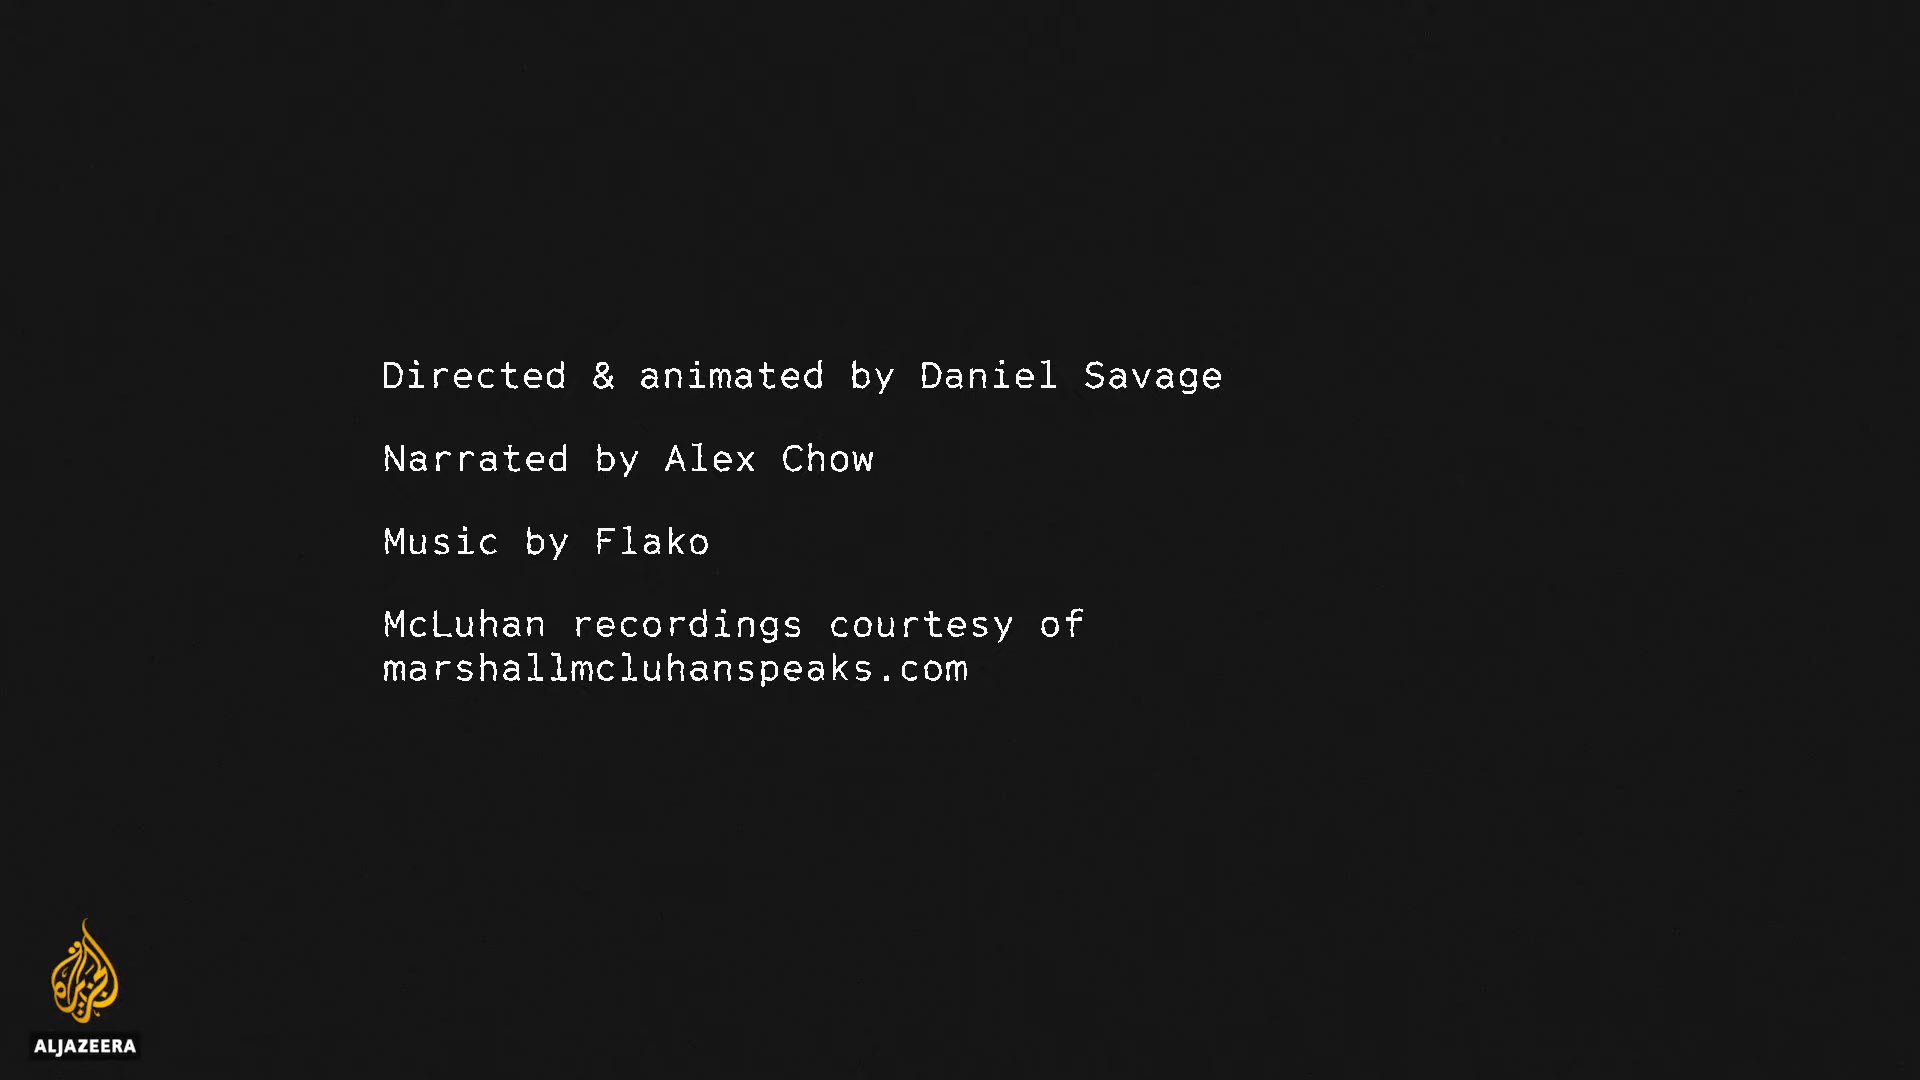 Directed & animated by Daniel Savage
Narrated by Alex Chow
Music by Flako
McLuhan recordings courtesy of
marshallmcluhanspeaks.com
الجزيرة
ALJAZEERA